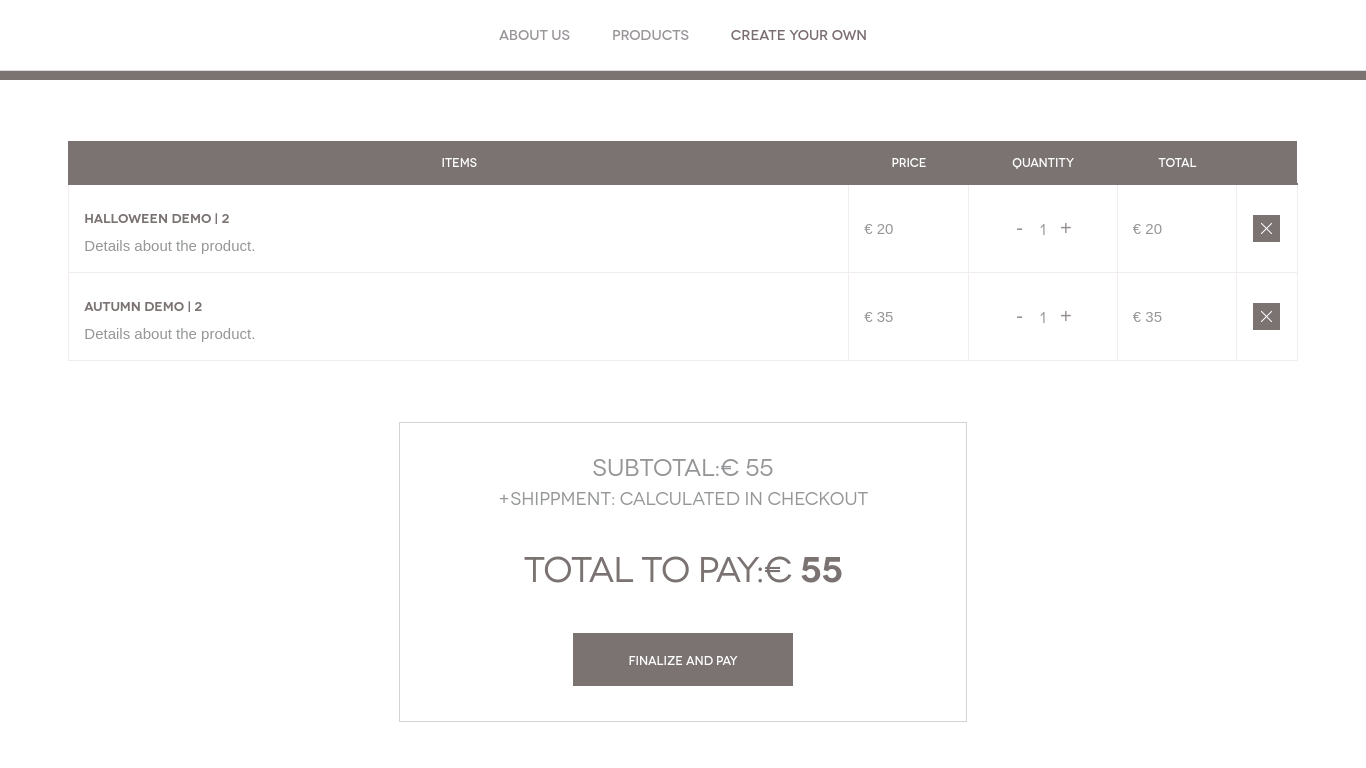 ABOUT US PRODUCTS CREATE YOUR OWN
ITEMS PRICE QUANTITY TOTAL
HALLOWEEN DEMO | 2
Details about the product.
€ 20 - 1 + € 20
AUTUMN DEMO | 2
Details about the product.
€ 35 - 1 + € 35
SUBTOTAL:€ 55
+SHIPPMENT: CALCULATED IN CHECKOUT
TOTAL TO PAY:€ 55
FINALIZE AND PAY